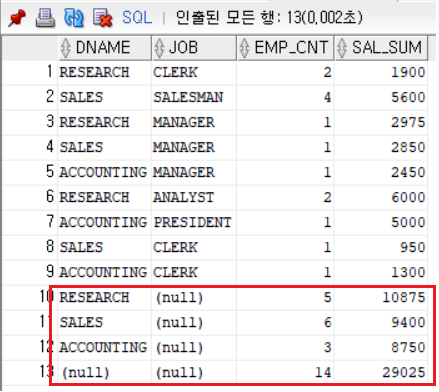 SQL | 인출된 모든 행: 13(0,002초)
DNAME JOB EMP_CNT SAL_SUM
1 RESEARCH CLERK 2 1900
2 SALES SALESMAN 4 5600
3 RESEARCH MANAGER 1 2975
4 SALES MANAGER 1 2850
5 ACCOUNTING MANAGER 1 2450
6 RESEARCH ANALYST 2 6000
7 ACCOUNTING PRESIDENT 1 5000
8 SALES CLERK 1 950
9 ACCOUNTING CLERK 1 1300
10 RESEARCH (null) 5 10875
11 SALES (null) 6 9400
12 ACCOUNTING (null) 3 8750
13 (null) (null) 14 29025